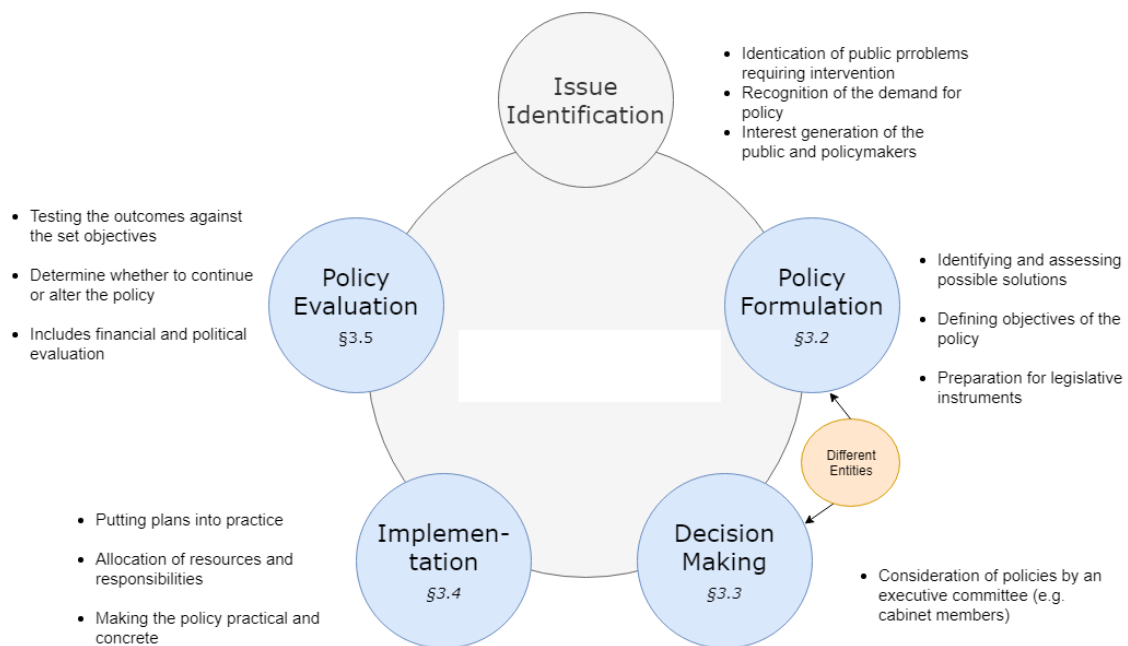 Issue
Identification
• Identication of public prroblems
requiring intervention
• Recognition of the demand for
policy
• Interest generation of the
public and policymakers
• Testing the outcomes against
the set objectives
• Determine whether to continue
or alter the policy
• Includes financial and political
evaluation
Policy
Evaluation
§3.5
Policy
Formulation
§3.2
• Identifying and assessing
possible solutions
• Defining objectives of the
policy
• Preparation for legislative
instruments
Different
Entities
• Putting plans into practice
• Allocation of resources and
responsibilities
• Making the policy practical and
concrete
Implemen-
tation
§3.4
Decision
Making
§3.3
• Consideration of policies by an
executive committee (e.g.
cabinet members)